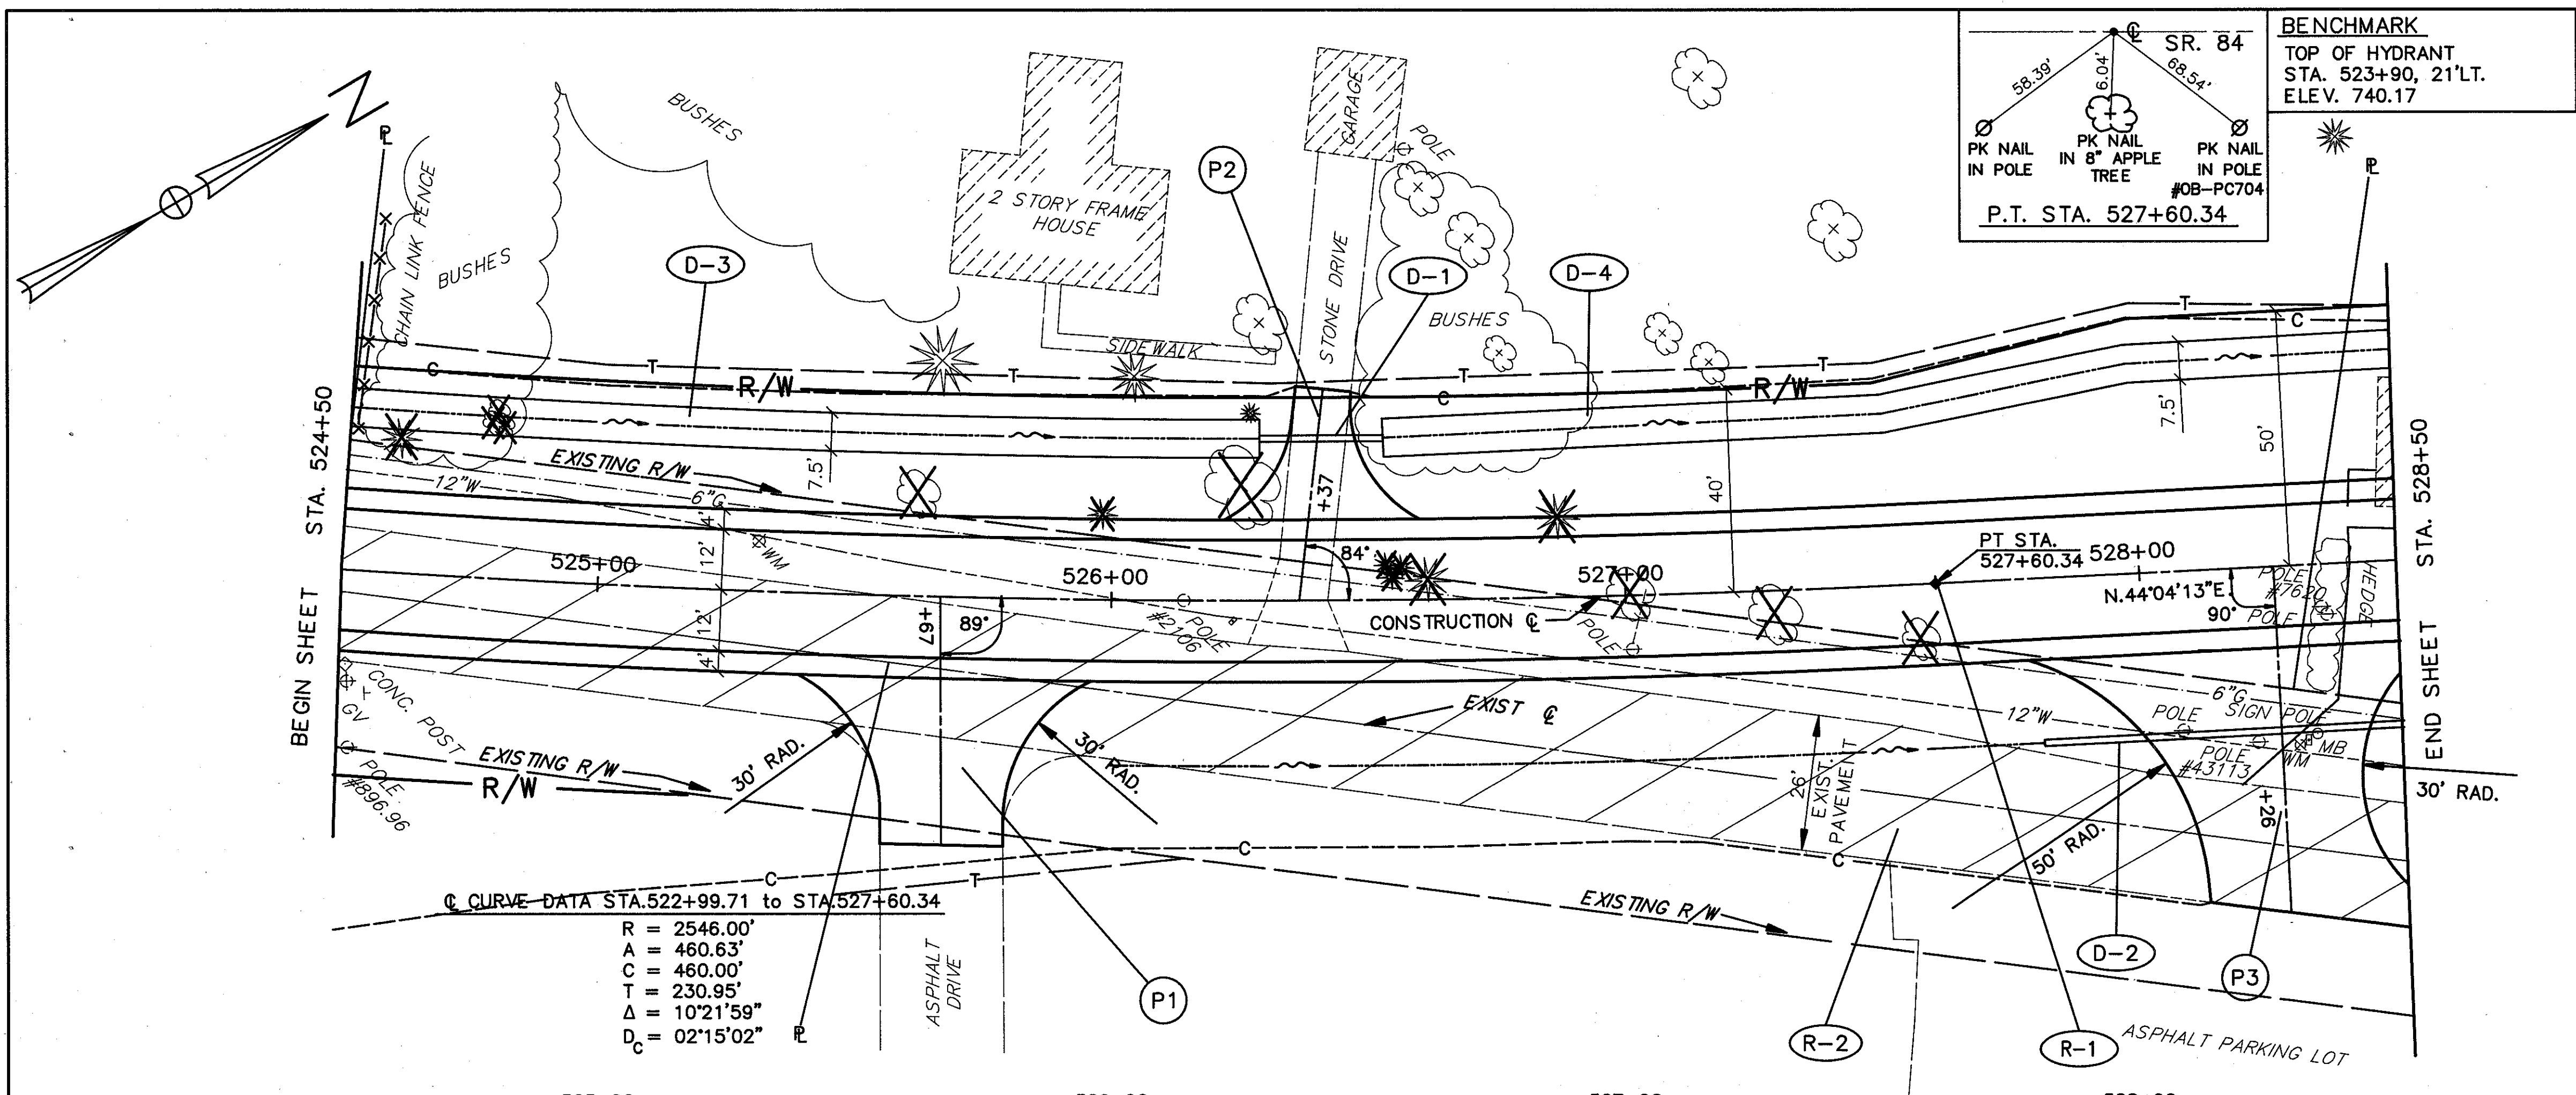 SR. 84
58.39'
6.04'
68.54'
PK NAIL
IN POLE
PK NAIL
IN 8" APPLE
TREE
PK NAIL
IN POLE
#OB-PC704
P.T. STA. 527+60.34
BENCHMARK
TOP OF HYDRANT
STA. 523+90, 21'LT.
ELEV. 740.17
N
℄
CHAIN LINK FENCE
BUSHES
BUSHES
2 STORY FRAME
HOUSE
SIDEWALK
GARAGE
POLE
STONE DRIVE
BUSHES
P2
D-3
D-1
D-4
T
T
T
T
T
C
C
C
R/W
R/W
7.5'
7.5'
50'
40'
BEGIN SHEET STA. 524+50
END SHEET STA. 528+50
EXISTING R/W
12"W
6"G
4'
12'
12'
4'
WM
525+00
526+00
527+00
528+00
+37
84°
+67
89°
POLE
#2106
CONSTRUCTION ℄
POLE
PT STA.
527+60.34
N.44°04'13"E.
90°
POLE
#7620
POLE
HEDGE
CONC. POST
GV
POLE
#896.96
EXISTING R/W
R/W
30' RAD.
30' RAD.
EXIST ℄
26'
EXIST.
PAVEMENT
12"W
6"G
POLE
SIGN POLE
POLE
#43113
MB
WM
50' RAD.
+26
30' RAD.
C
T
C
C
EXISTING R/W
℄ CURVE DATA STA.522+99.71 to STA.527+60.34
R = 2546.00'
A = 460.63'
C = 460.00'
T = 230.95'
Δ = 10°21'59"
Dc = 02°15'02"
ASPHALT
DRIVE
P1
R-2
R-1
D-2
P3
ASPHALT PARKING LOT